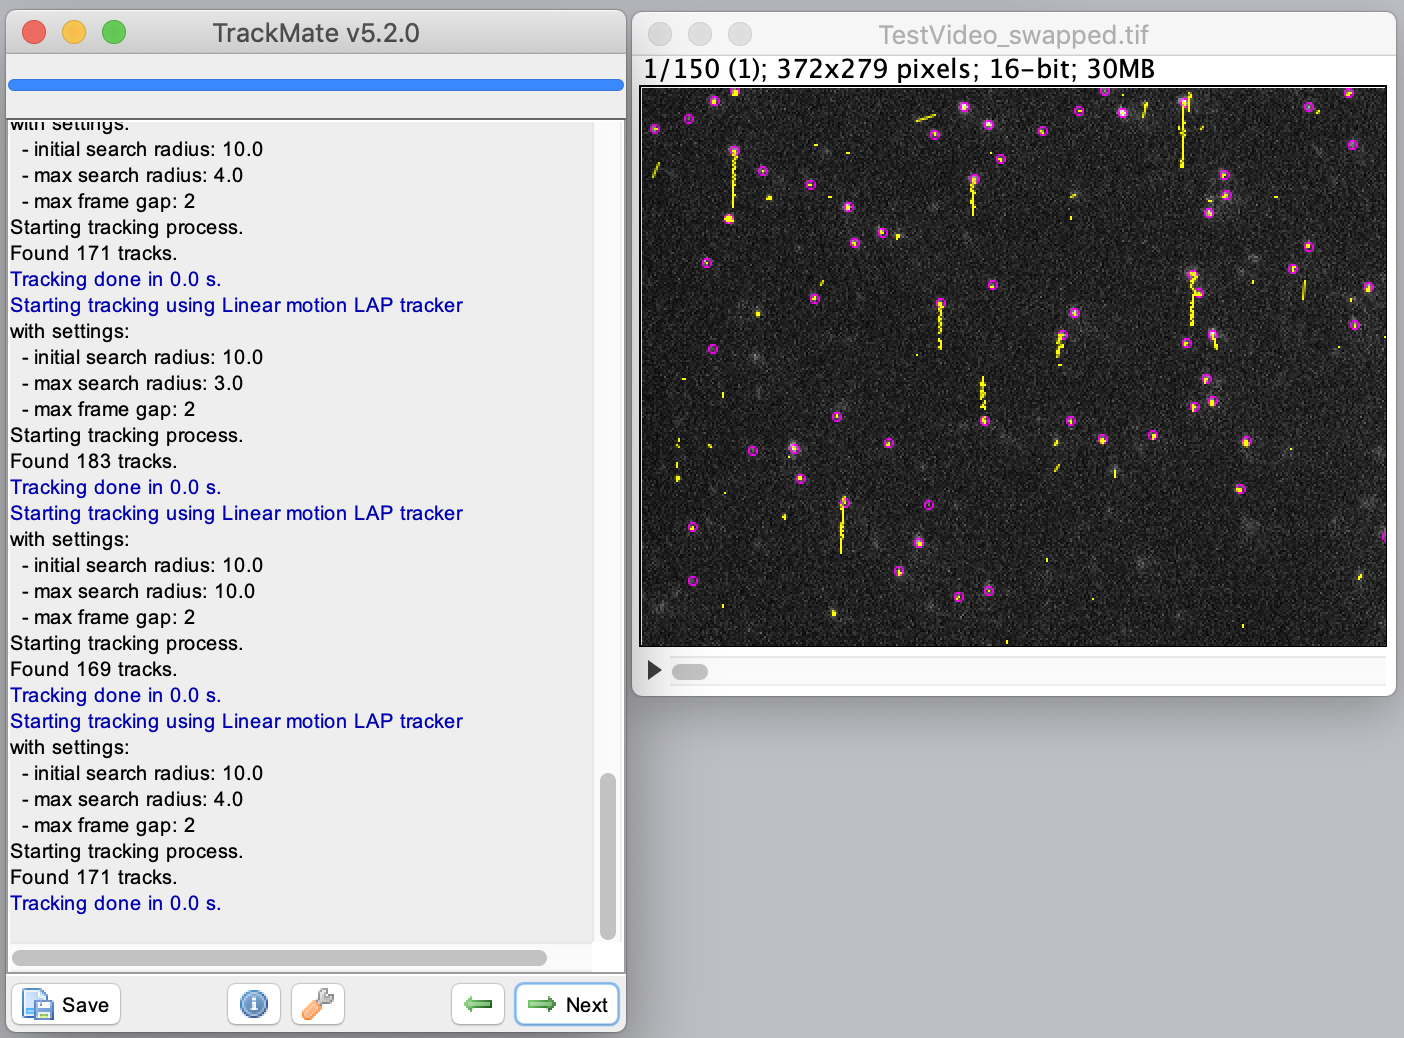 TrackMate v5.2.0
with settings:
- initial search radius: 10.0
- max search radius: 4.0
- max frame gap: 2
Starting tracking process.
Found 171 tracks.
Tracking done in 0.0 s.
Starting tracking using Linear motion LAP tracker
with settings:
- initial search radius: 10.0
- max search radius: 3.0
- max frame gap: 2
Starting tracking process.
Found 183 tracks.
Tracking done in 0.0 s.
Starting tracking using Linear motion LAP tracker
with settings:
- initial search radius: 10.0
- max search radius: 10.0
- max frame gap: 2
Starting tracking process.
Found 169 tracks.
Tracking done in 0.0 s.
Starting tracking using Linear motion LAP tracker
with settings:
- initial search radius: 10.0
- max search radius: 4.0
- max frame gap: 2
Starting tracking process.
Found 171 tracks.
Tracking done in 0.0 s.
Save
Next
TestVideo_swapped.tif
1/150 (1); 372x279 pixels; 16-bit; 30MB